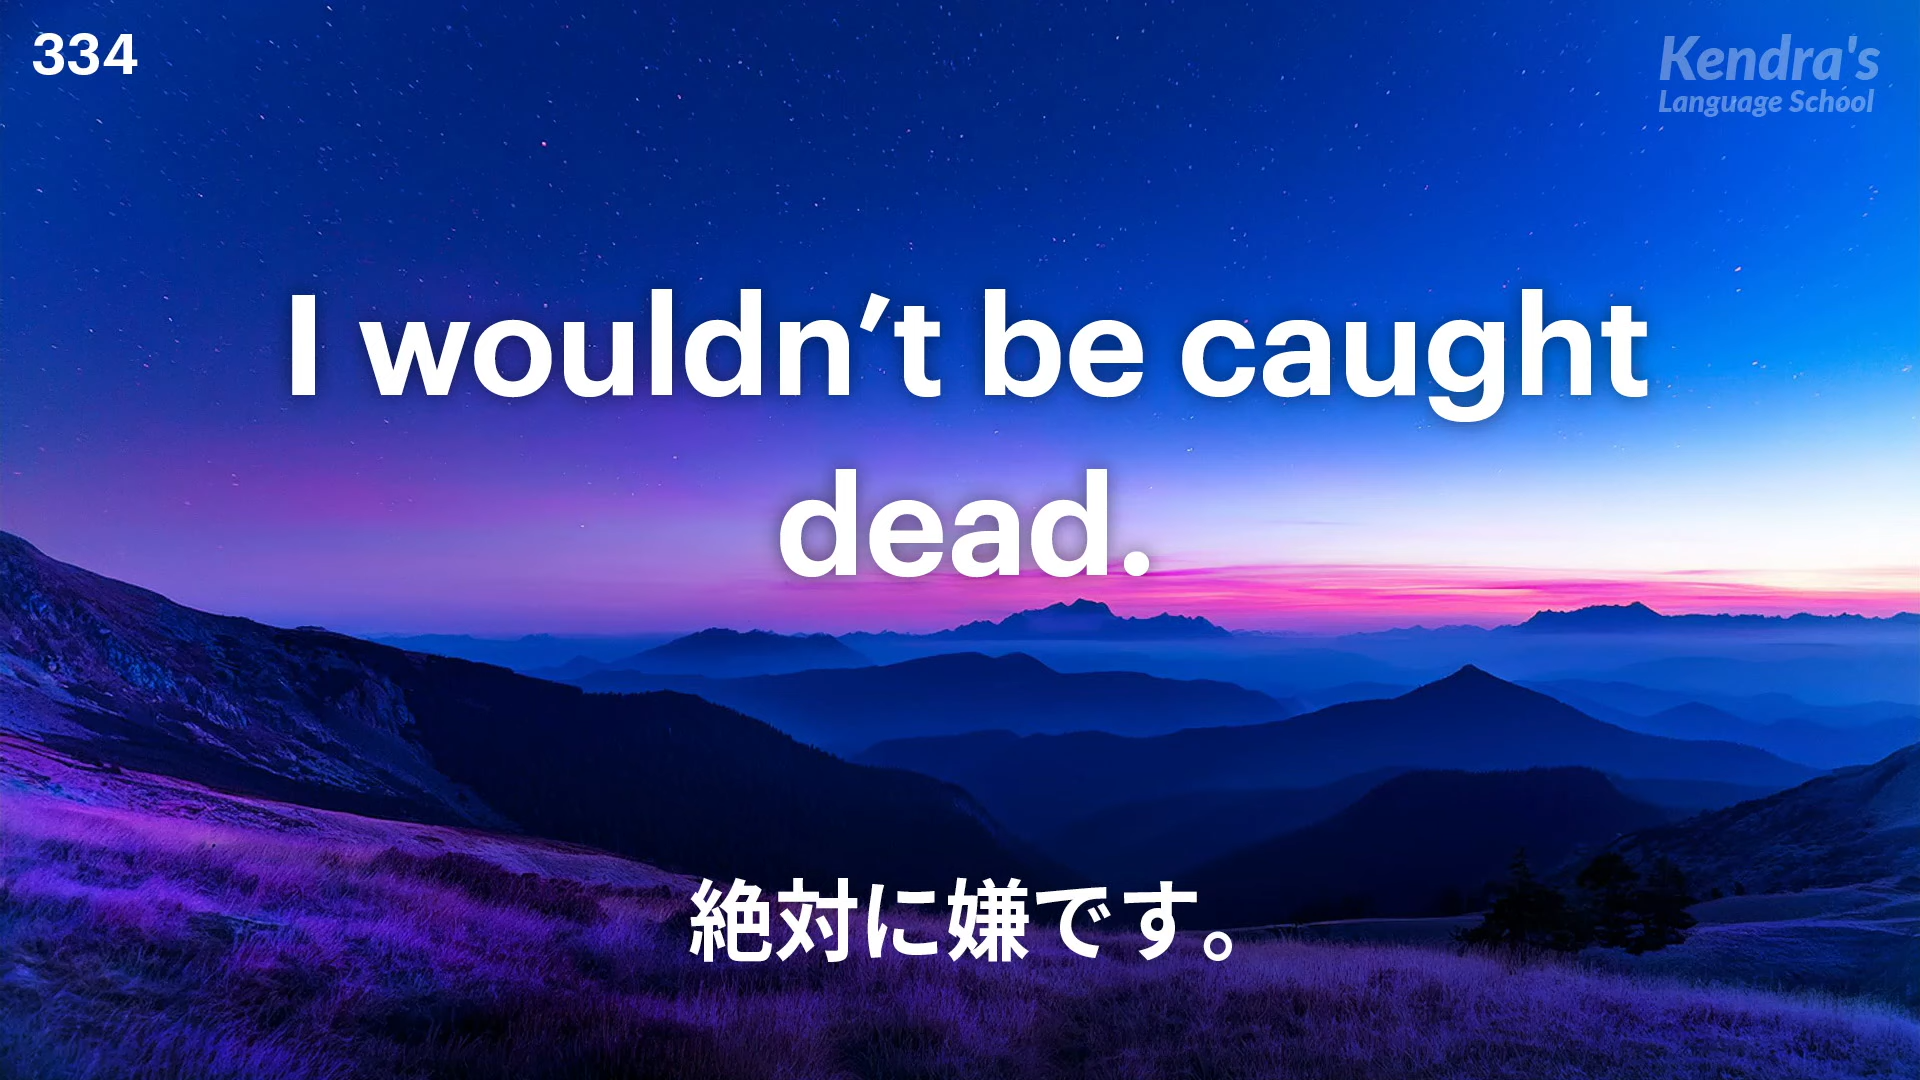 334
Kendra's
Language School
I wouldn’t be caught
dead.
絶対に嫌です。